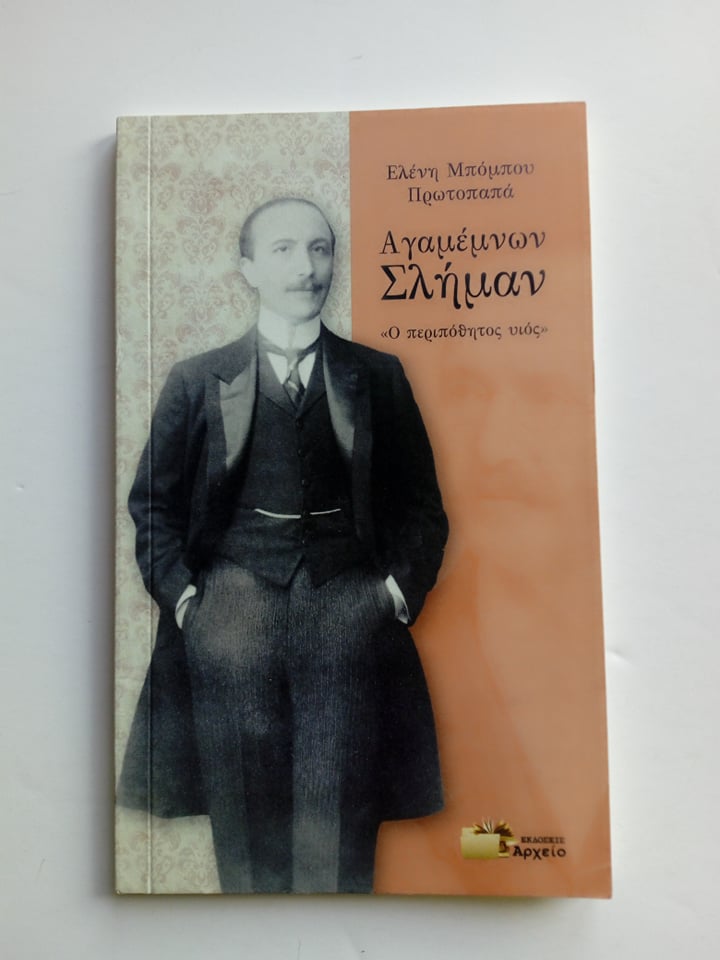 Ελένη Μπόμπου
Πρωτοπαπά
Αγαμέμνων
Σλήμαν
«Ο περιπόθητος υιός»
ΕΚΔΟΣΕΙΣ
Αρχείο